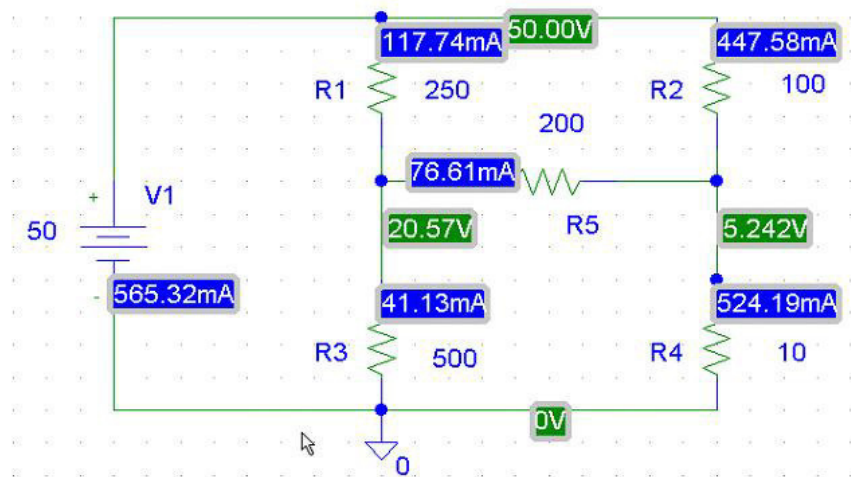 117.74mA 50.00V 447.58mA
R1 250 R2 100
200
76.61mA
+ V1
50 20.57V R5 5.242V
- 565.32mA 41.13mA 524.19mA
R3 500 R4 10
0V
0